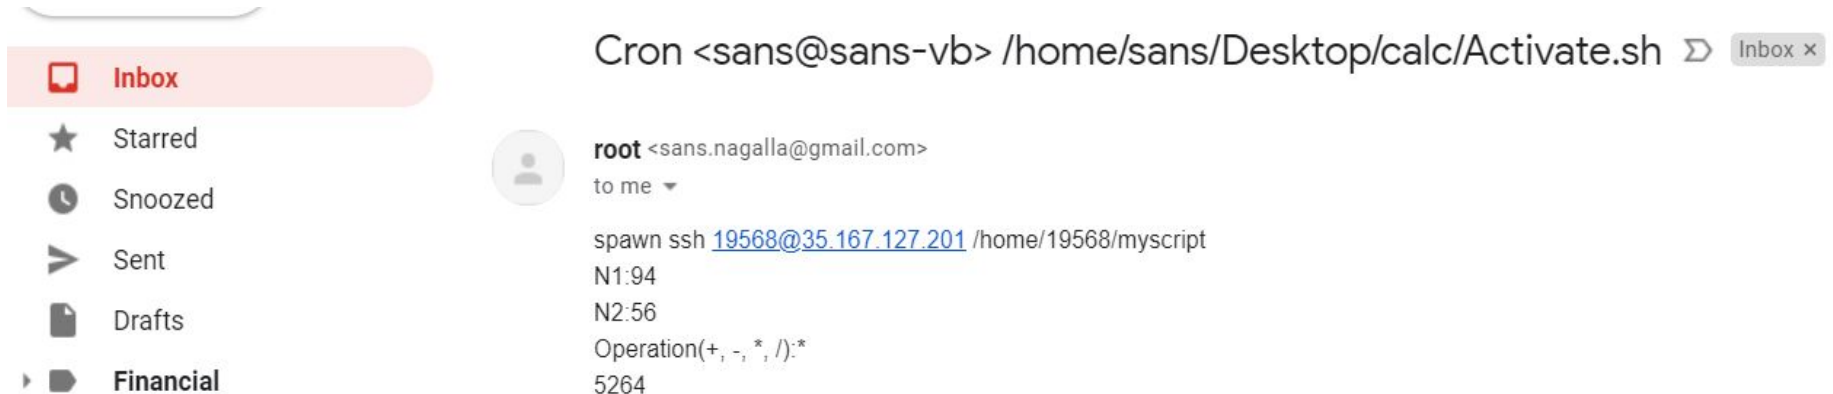 Inbox
Starred
Snoozed
Sent
Drafts
Financial
Cron <sans@sans-vb> /home/sans/Desktop/calc/Activate.sh Inbox ×
root <sans.nagalla@gmail.com>
to me
spawn ssh 19568@35.167.127.201 /home/19568/myscript
N1:94
N2:56
Operation(+, -, *, /):*
5264